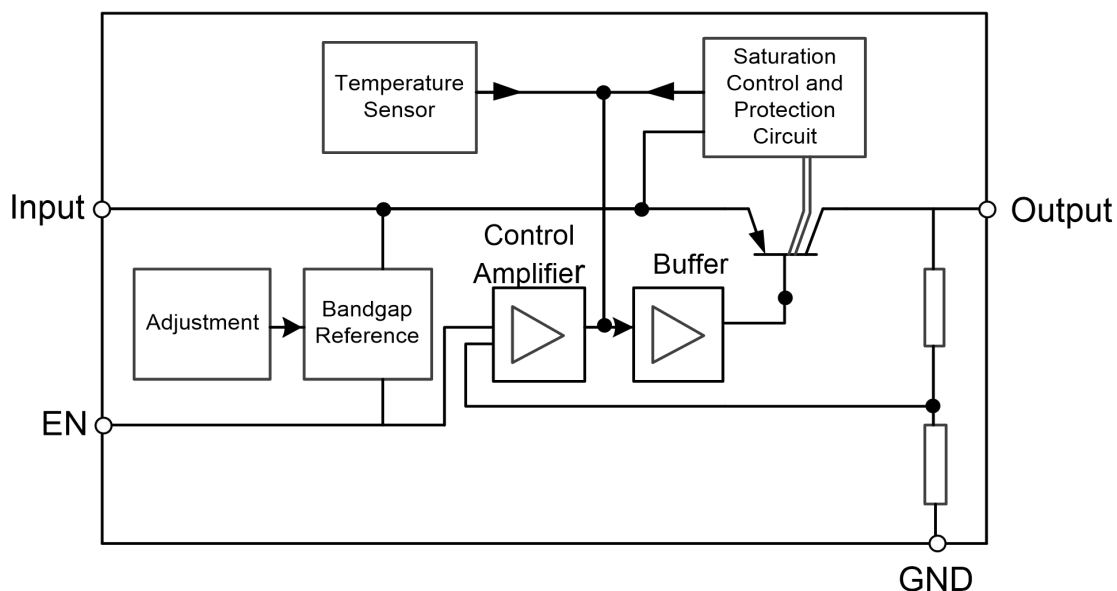 Temperature
Sensor
Saturation
Control and
Protection
Circuit
Input
Output
Control
Amplifier
Buffer
Adjustment
Bandgap
Reference
EN
GND